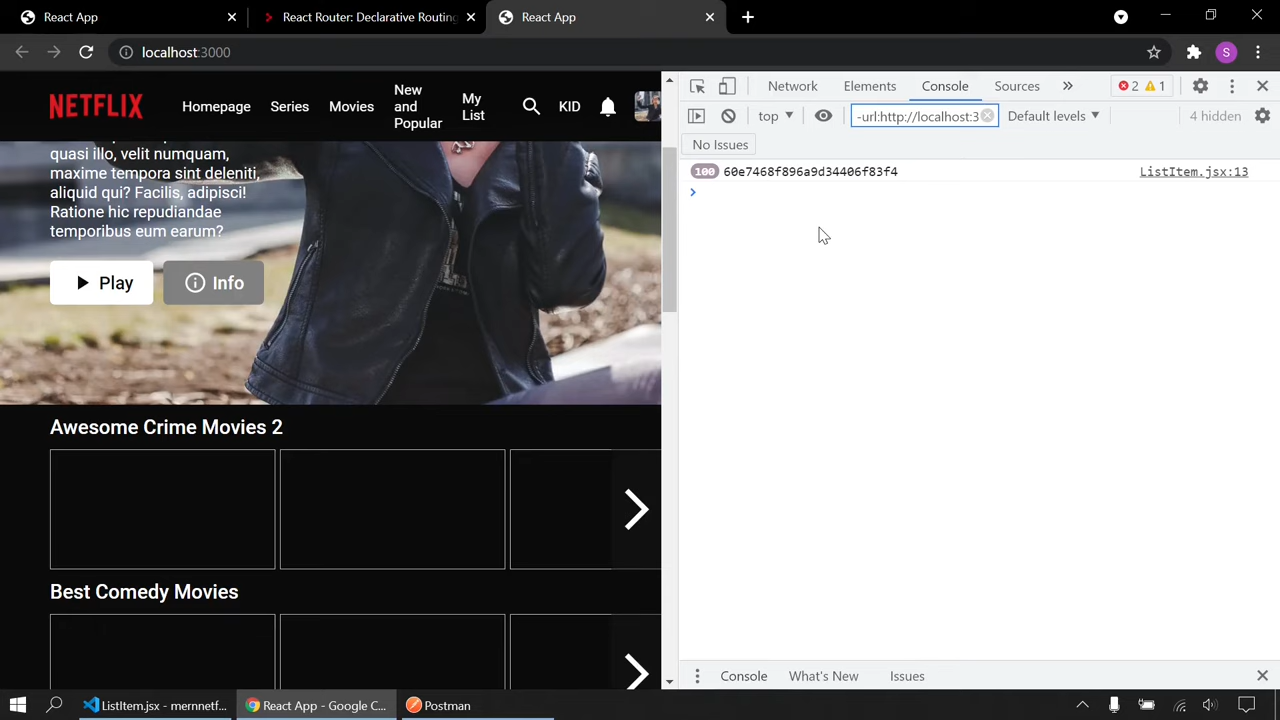 React App
React Router: Declarative Routing
React App
localhost:3000
S
NETFLIX
Homepage
Series
Movies
New
and
Popular
My
List
KID
quasi illo, velit numquam,
maxime tempora sint deleniti,
aliquid qui? Facilis, adipisci!
Ratione hic repudiandae
temporibus eum earum?
Play
Info
Awesome Crime Movies 2
Best Comedy Movies
Network
Elements
Console
Sources
2
1
top
-url:http://localhost:3
Default levels
4 hidden
No Issues
100 60e7468f896a9d34406f83f4 ListItem.jsx:13
Console
What's New
Issues
ListItem.jsx - mernnetf...
React App - Google C...
Postman